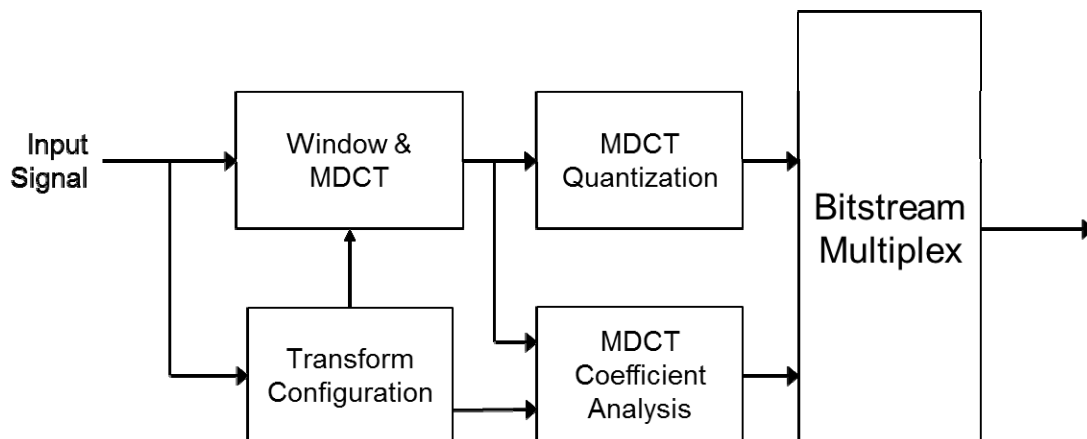 Input
Signal
Window &
MDCT
MDCT
Quantization
Bitstream
Multiplex
Transform
Configuration
MDCT
Coefficient
Analysis